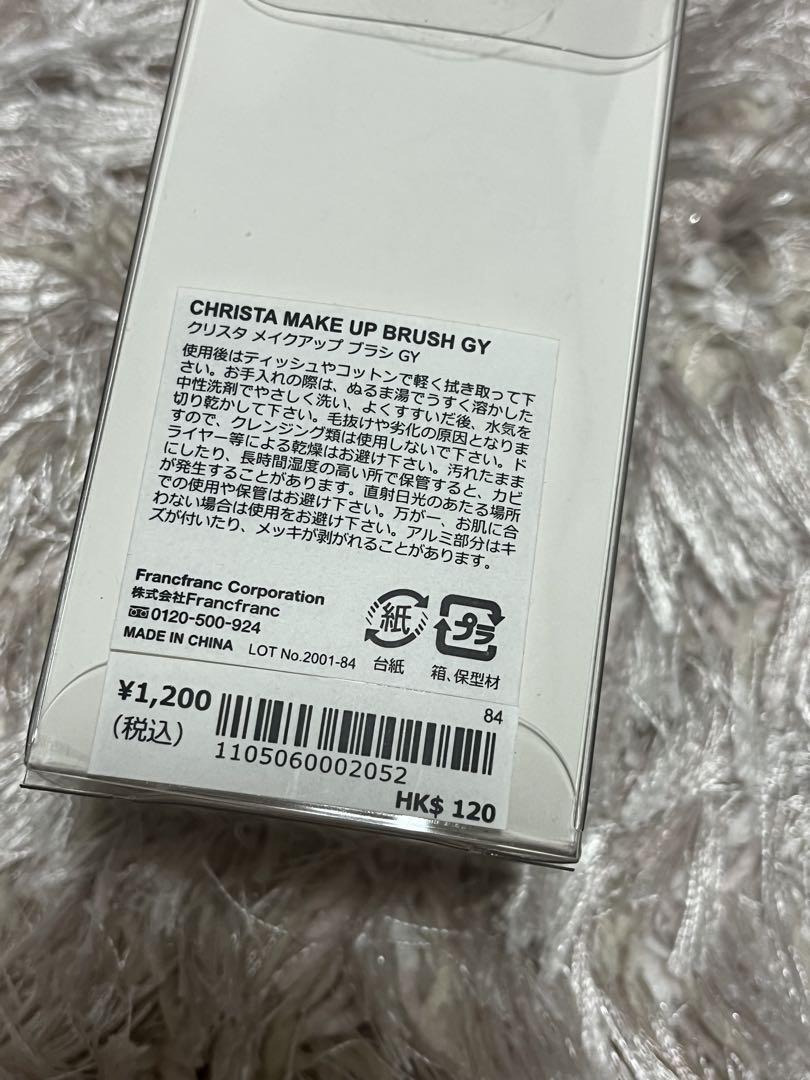 CHRISTA MAKE UP BRUSH GY
クリスタ メイクアップ ブラシ GY
使用後はティッシュやコットンで軽く拭き取って下
さい。お手入れの際は、ぬるま湯でうすく溶かした
中性洗剤でやさしく洗い、よくすすいだ後、水気を
切り乾かして下さい。毛抜けや劣化の原因となりま
すので、クレンジング類は使用しないで下さい。ド
ライヤー等による乾燥はお避け下さい。汚れたまま
にしたり、長時間湿度の高い所で保管すると、カビ
が発生することがあります。直射日光のあたる場所
での使用や保管はお避け下さい。万が一、お肌に合
わない場合は使用をお避け下さい。アルミ部分はキ
ズが付いたり、メッキが剥がれることがあります。
Francfranc Corporation
株式会社Francfranc
0120-500-924
MADE IN CHINA LOT No.2001-84
紙
台紙
プラ
箱、保型材
¥1,200
(税込)
84
1105060002052
HK$ 120